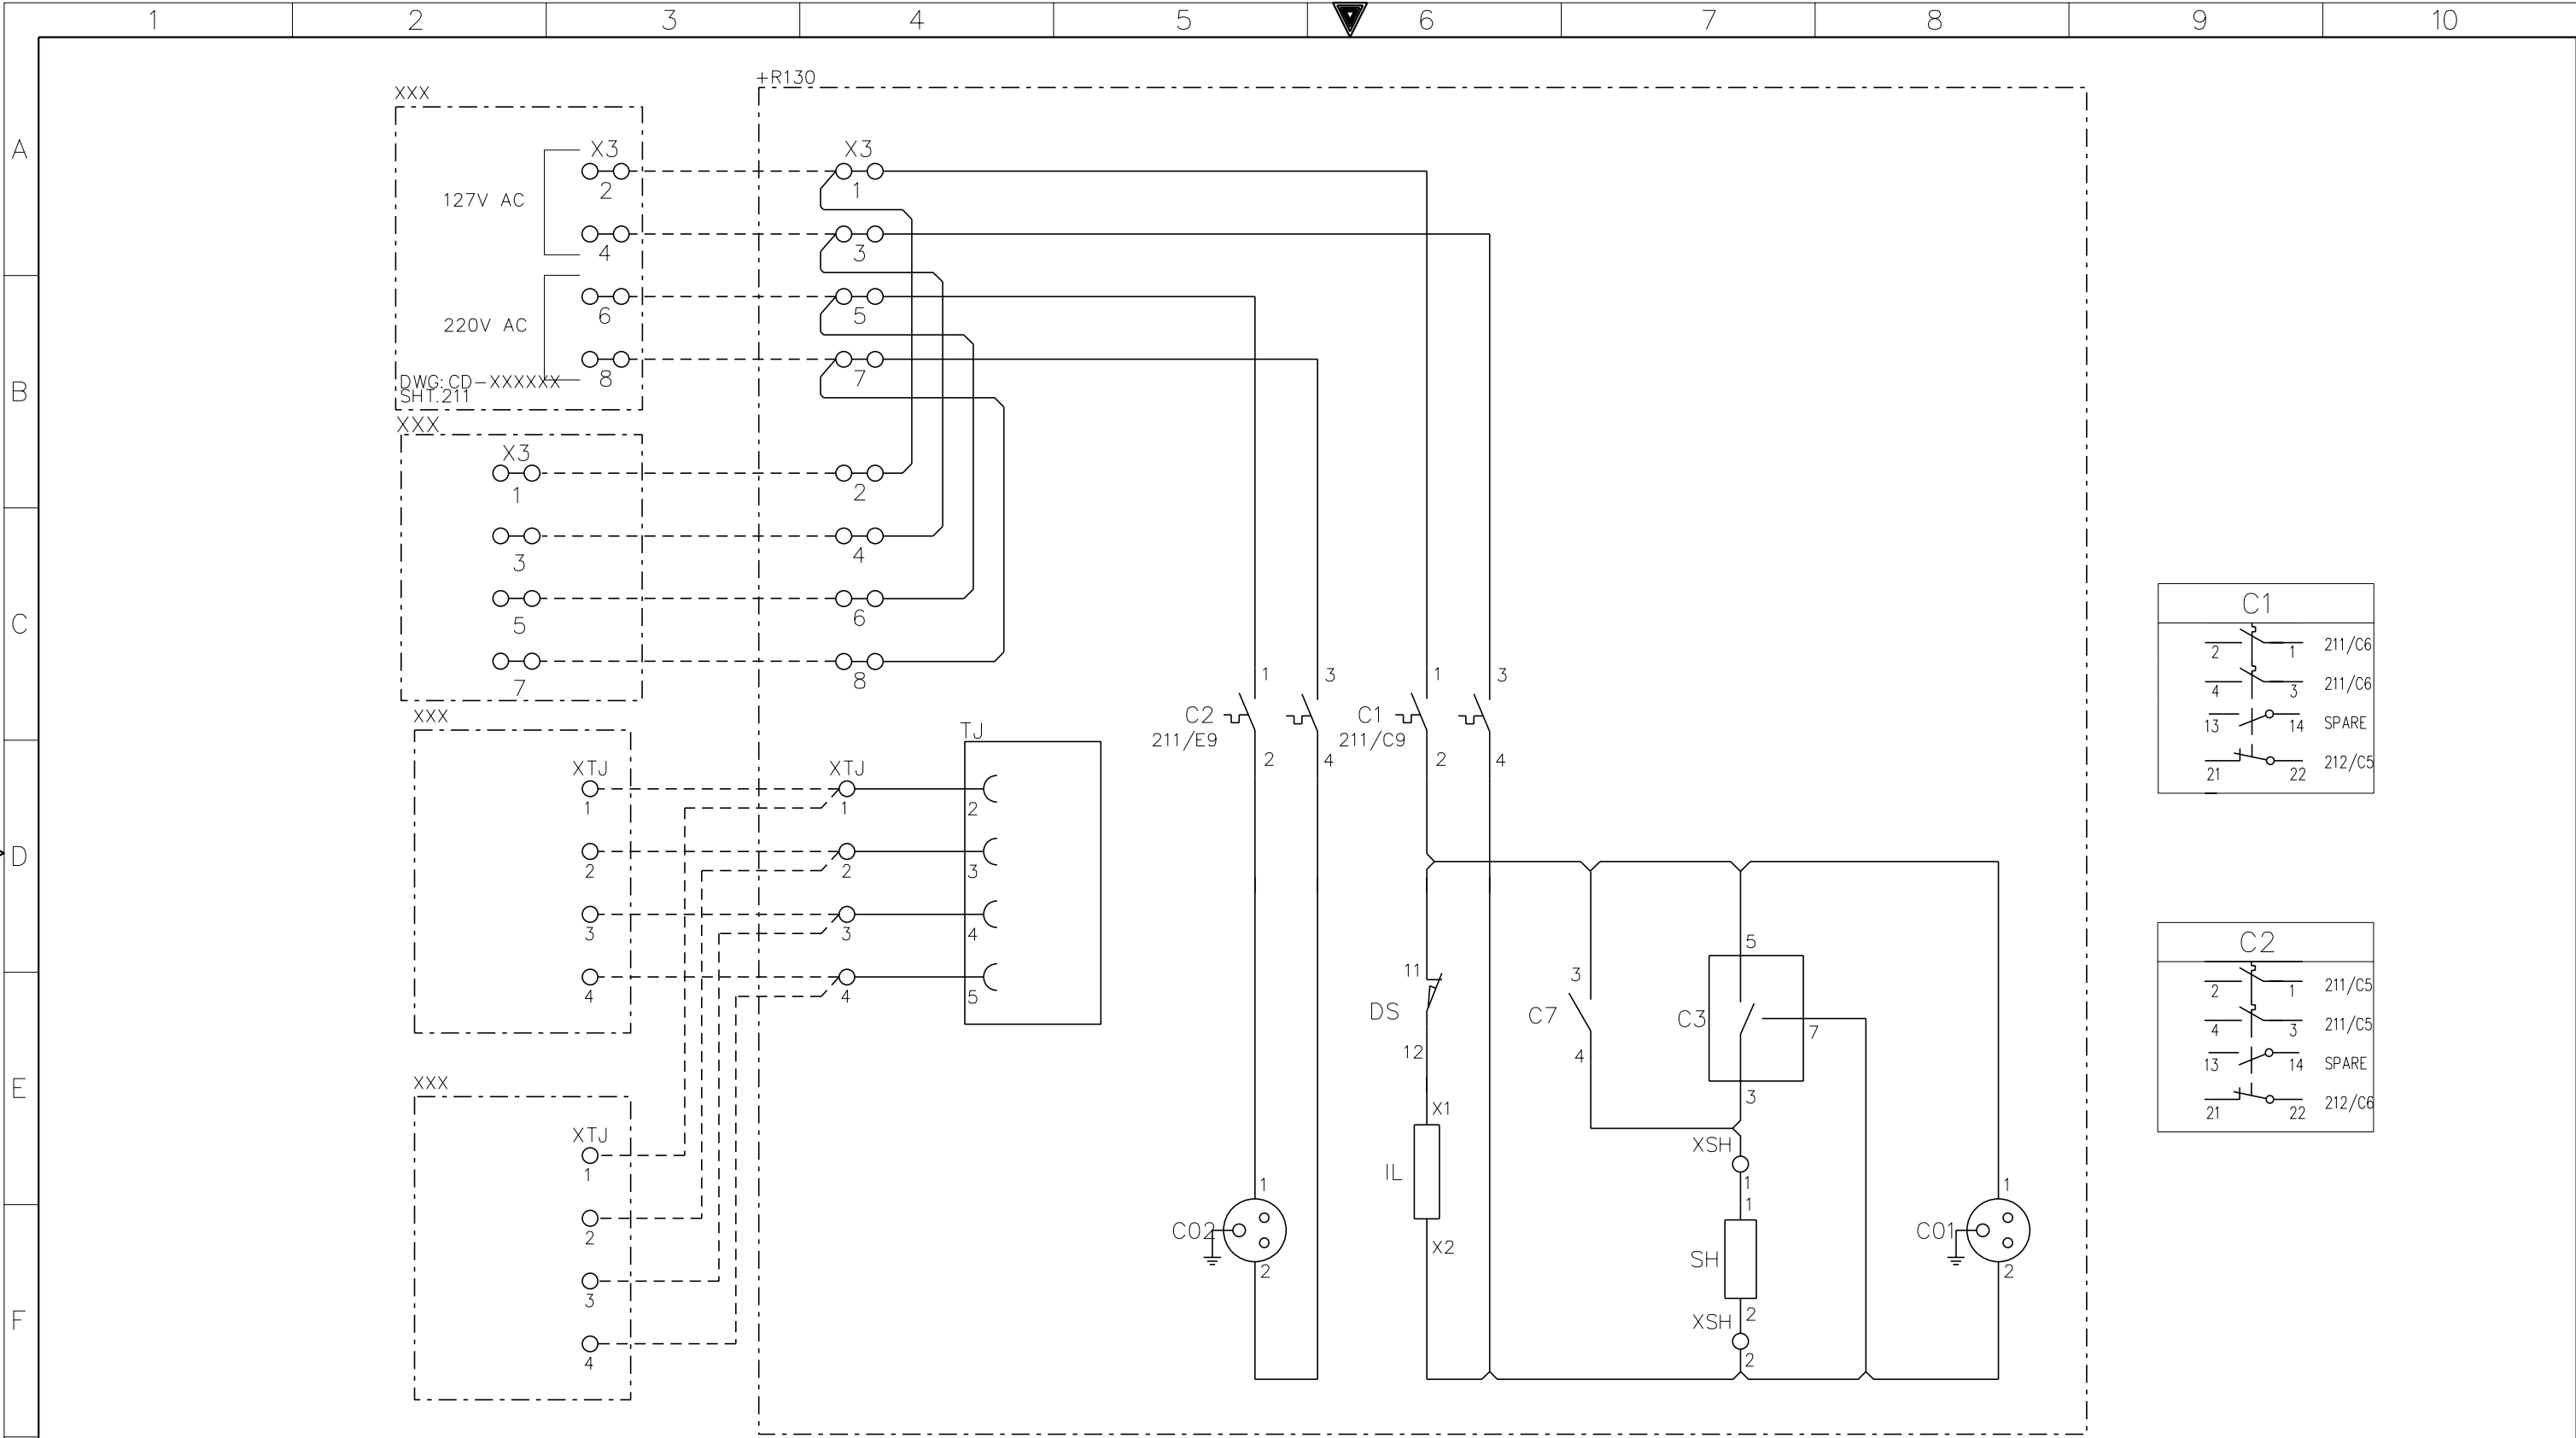 1 2 3 4 5 6 7 8 9 10
A
B
C
D
E
F
+R130
XXX
X3
127V AC
2
4
220V AC
6
8
DWG:CD-XXXXXX
SHT.211
X3
1
3
5
7
XXX
X3
1
3
5
7
2
4
6
8
XXX
XTJ
1
2
3
4
XTJ
1
2
3
4
TJ
2
3
4
5
XXX
XTJ
1
2
3
4
C2
211/E9
1
2
3
4
C1
211/C9
1
2
3
4
CO2
1
2
11
DS
12
X1
IL
X2
3
C7
4
5
C3
7
3
XSH
1
1
SH
2
XSH
2
CO1
1
2
C1
2 1 211/C6
4 3 211/C6
13 14 SPARE
21 22 212/C5
C2
2 1 211/C5
4 3 211/C5
13 14 SPARE
21 22 212/C6